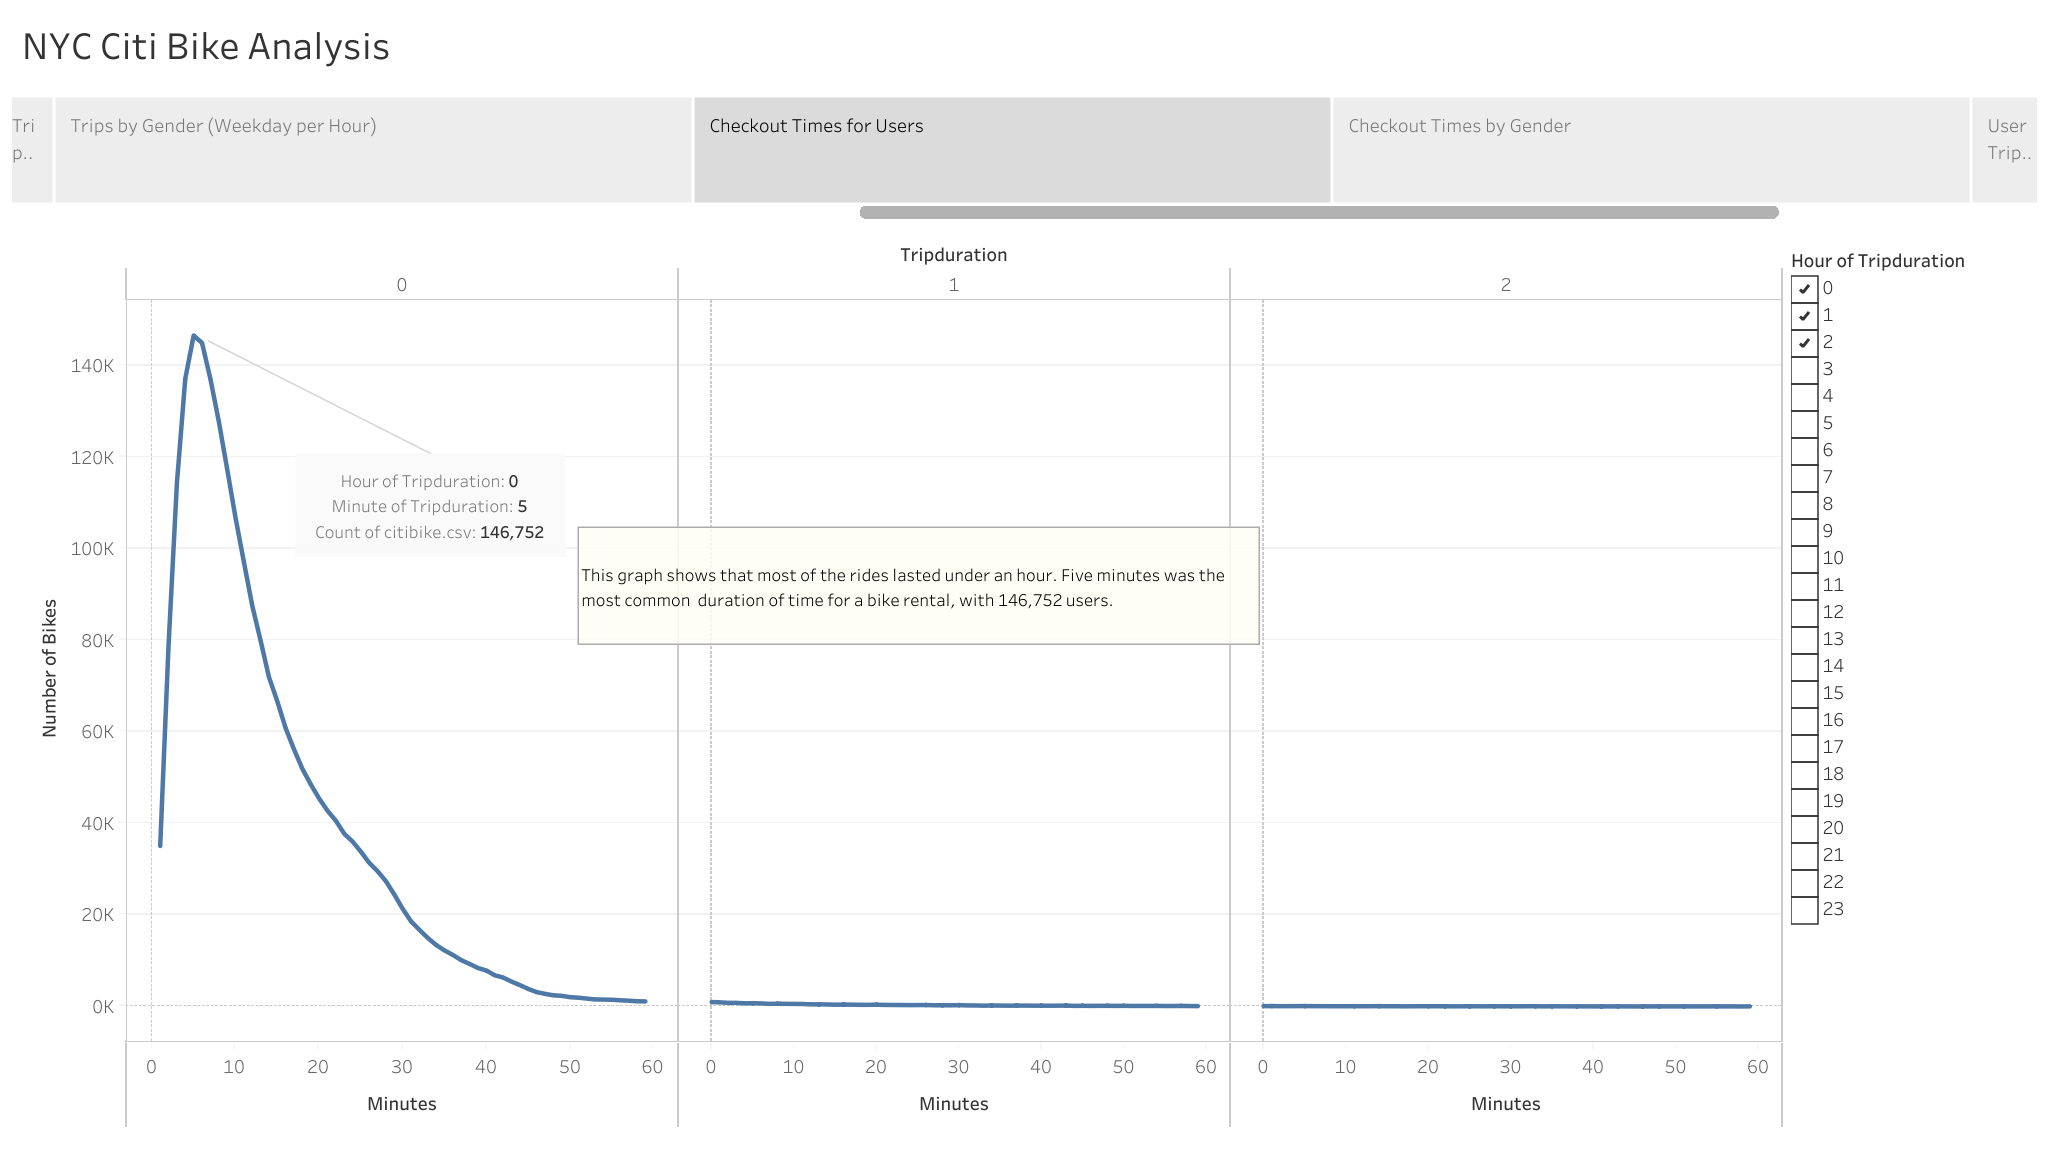 NYC Citi Bike Analysis
Tri
p..
Trips by Gender (Weekday per Hour)
Checkout Times for Users
Checkout Times by Gender
User
Trip..
Tripduration
0
1
2
Hour of Tripduration
0
1
2
3
4
5
6
7
8
9
10
11
12
13
14
15
16
17
18
19
20
21
22
23
Number of Bikes
140K
120K
100K
80K
60K
40K
20K
0K
Hour of Tripduration: 0
Minute of Tripduration: 5
Count of citibike.csv: 146,752
This graph shows that most of the rides lasted under an hour. Five minutes was the
most common  duration of time for a bike rental, with 146,752 users.
0 10 20 30 40 50 60
0 10 20 30 40 50 60
0 10 20 30 40 50 60
Minutes
Minutes
Minutes